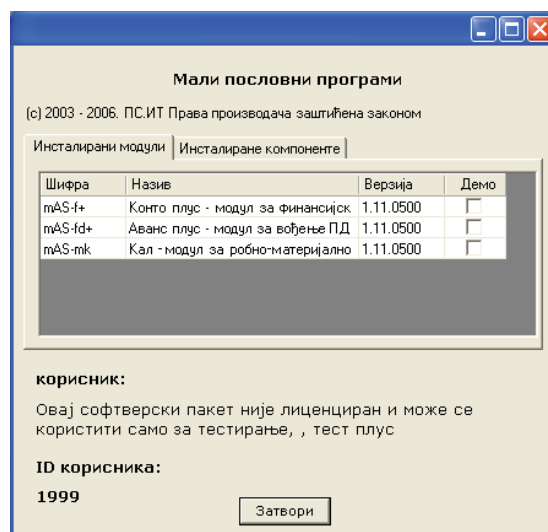 Мали пословни програми
(c) 2003 - 2006. ПС.ИТ Права произвођача заштићена законом
Инсталирани модули Инсталиране компоненте
Шифра Назив Верзија Демо
mAS-f+ Конто плус - модул за финансијск 1.11.0500
mAS-fd+ Аванс плус - модул за вођење ПД 1.11.0500
mAS-mk Кал - модул за робно-материјално 1.11.0500
корисник:
Овај софтверски пакет није лиценциран и може се
користити само за тестирање, , тест плус
ID корисника:
1999
Затвори